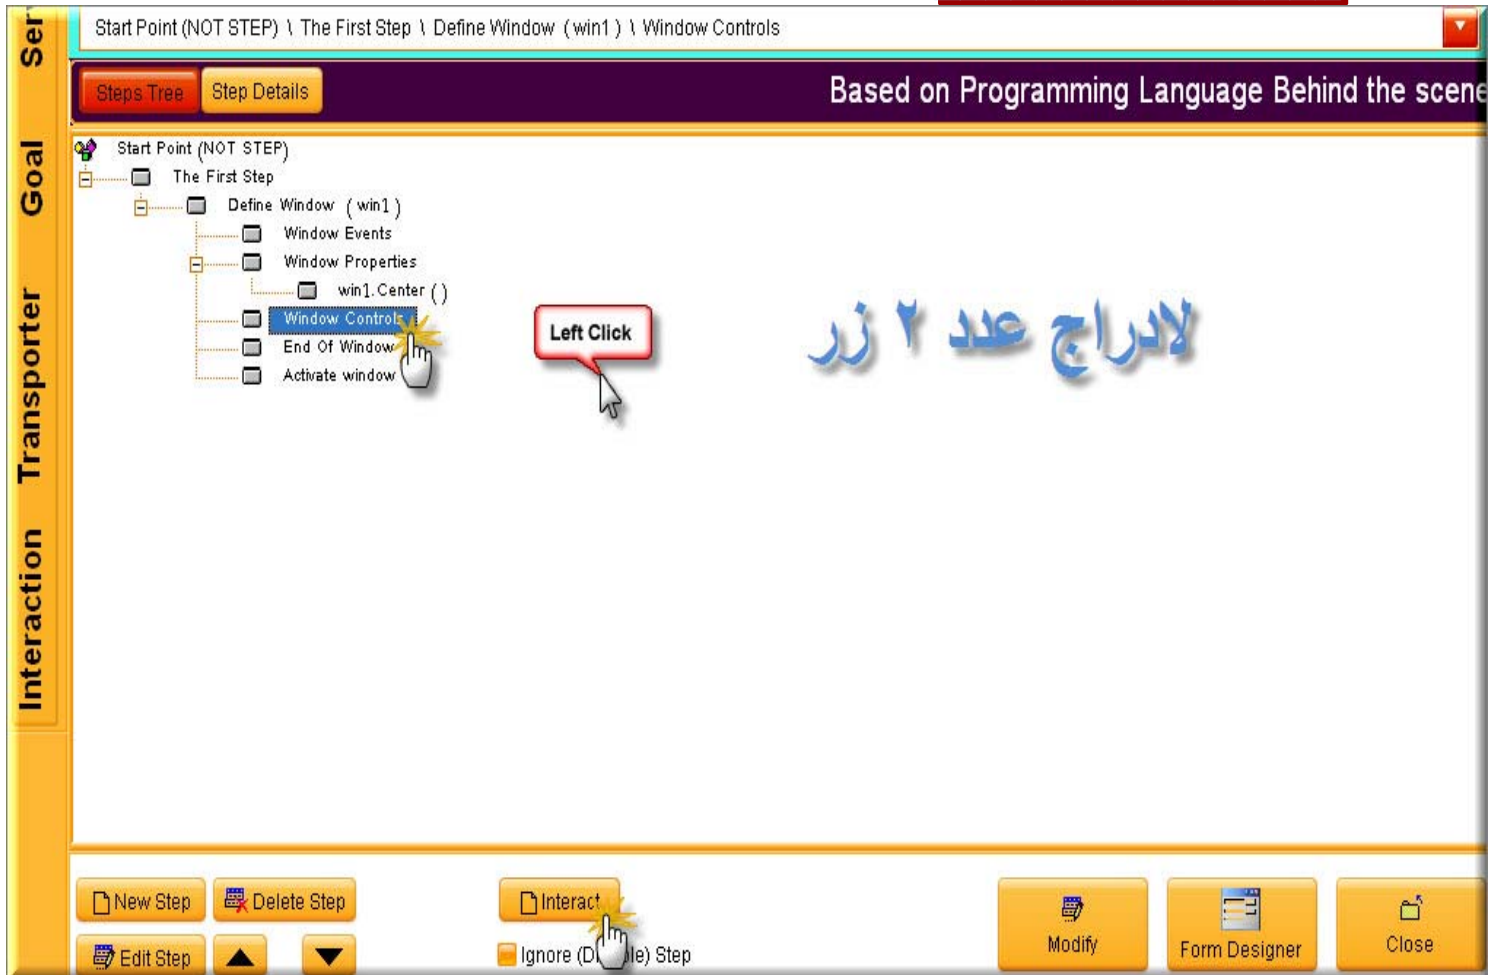 Start Point (NOT STEP) \ The First Step \ Define Window ( win1 ) \ Window Controls
Steps Tree
Step Details
Based on Programming Language Behind the scene
Ser
Goal
Transporter
Interaction
Start Point (NOT STEP)
The First Step
Define Window ( win1 )
Window Events
Window Properties
win1.Center ( )
Window Controls
End Of Window
Activate window
Left Click
لادراج عدد ٢ زر
New Step
Delete Step
Interact
Edit Step
Ignore (D le) Step
Modify
Form Designer
Close